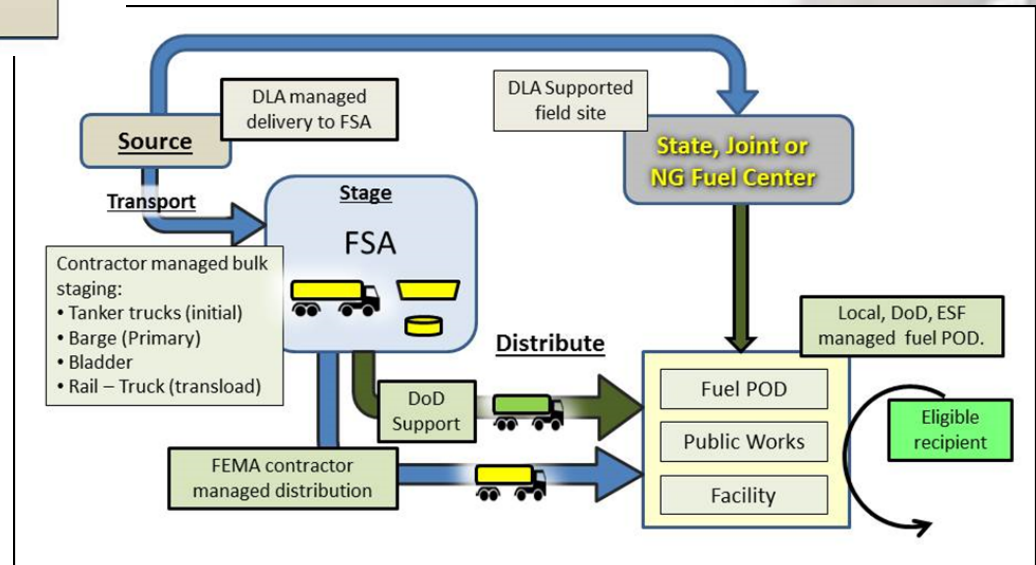 DLA managed
delivery to FSA
DLA Supported
field site
Source
State, Joint or
NG Fuel Center
Transport
Stage
FSA
Contractor managed bulk
staging:
• Tanker trucks (initial)
• Barge (Primary)
• Bladder
• Rail – Truck (transload)
Local, DoD, ESF
managed fuel POD.
Distribute
DoD
Support
Fuel POD
Public Works
Facility
Eligible
recipient
FEMA contractor
managed distribution